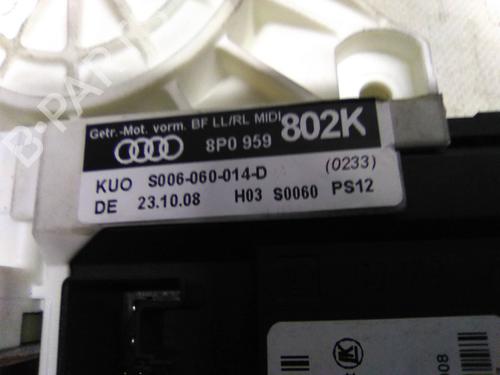 Getr.-Mot. vorm. BF LL/RL MIDI
8P0 959 802K
KUO S006-060-014-D (0233)
DE 23.10.08 H03 S0060 PS12
B-PARTS